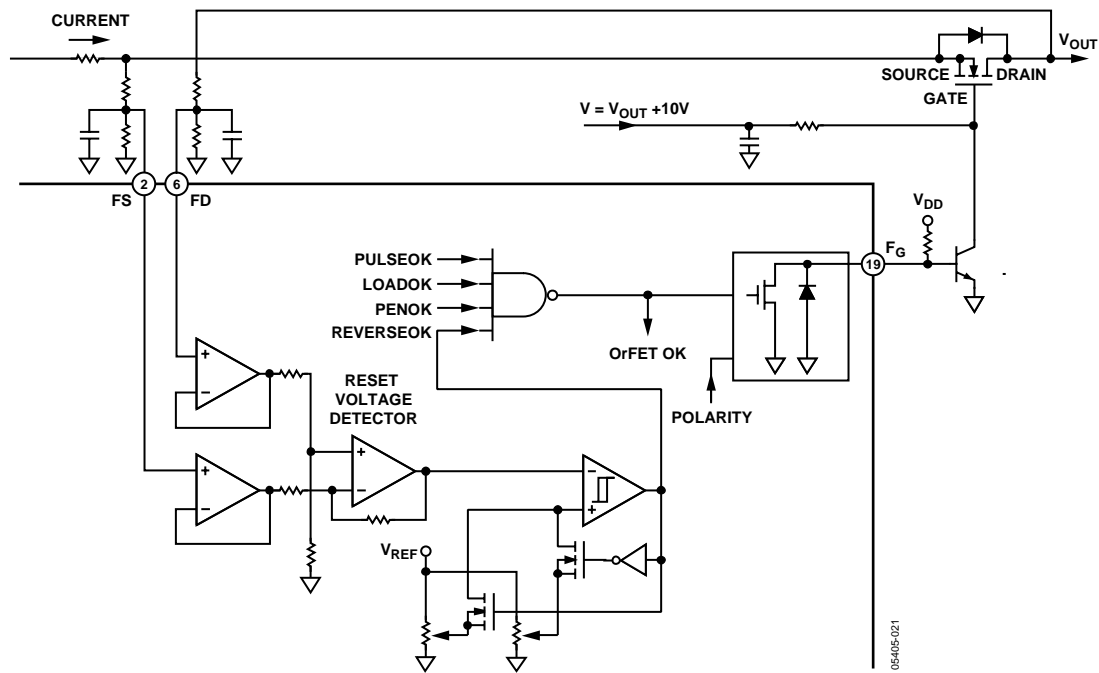 CURRENT
VOUT
SOURCE
DRAIN
GATE
V = VOUT +10V
2
6
FS
FD
VDD
FG
19
PULSEOK
LOADOK
PENOK
REVERSEOK
OrFET OK
POLARITY
+
−
RESET
VOLTAGE
DETECTOR
+
−
+
−
−
+
VREF
05405-021